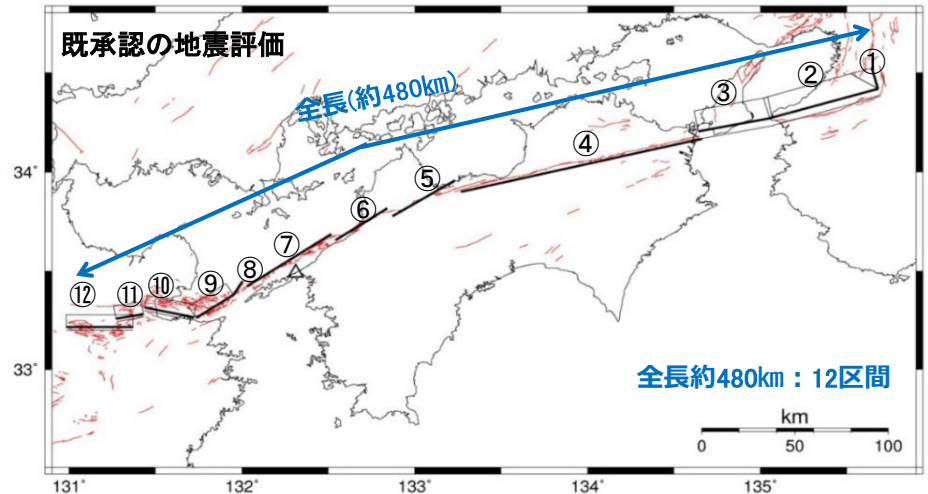 既承認の地震評価
全長(約480km)
①
②
③
④
⑤
⑥
⑦
⑧
⑨
⑩
⑪
⑫
34°
33°
全長約480km：12区間
km
0 50 100
131° 132° 133° 134° 135°